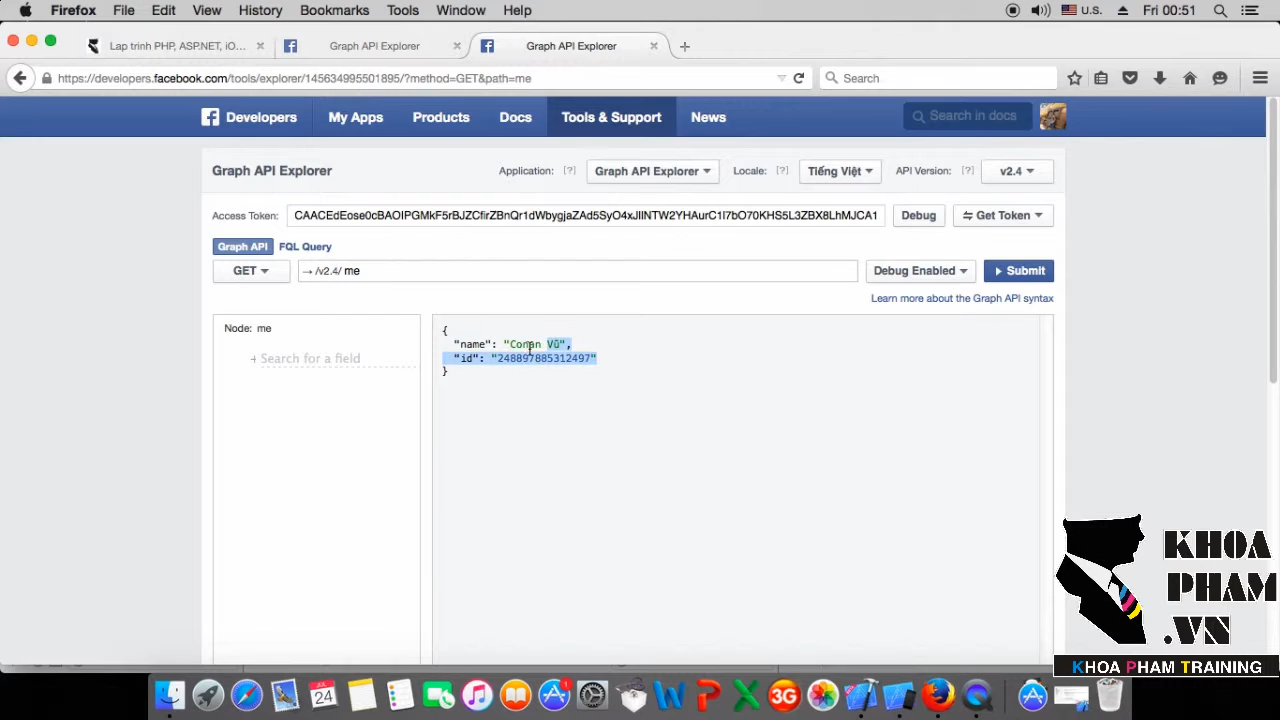 Firefox File Edit View History Bookmarks Tools Window Help U.S. Fri 00:51
Lap trinh PHP, ASP.NET, iO... Graph API Explorer Graph API Explorer
https://developers.facebook.com/tools/explorer/145634995501895/?method=GET&path=me Search
Developers My Apps Products Docs Tools & Support News Search in docs
Graph API Explorer Application: [?] Graph API Explorer Locale: [?] Tiếng Việt API Version: [?] v2.4
Access Token: Debug Get Token
Graph API FQL Query
GET → /v2.4/ me Debug Enabled Submit
Learn more about the Graph API syntax
Node: me
+ Search for a field
{
"name": "Conan Vũ",
"id": "248897885312497"
}
KHOA
PHAM
.VN
KHOA PHAM TRAINING
JUL
24
1
3G